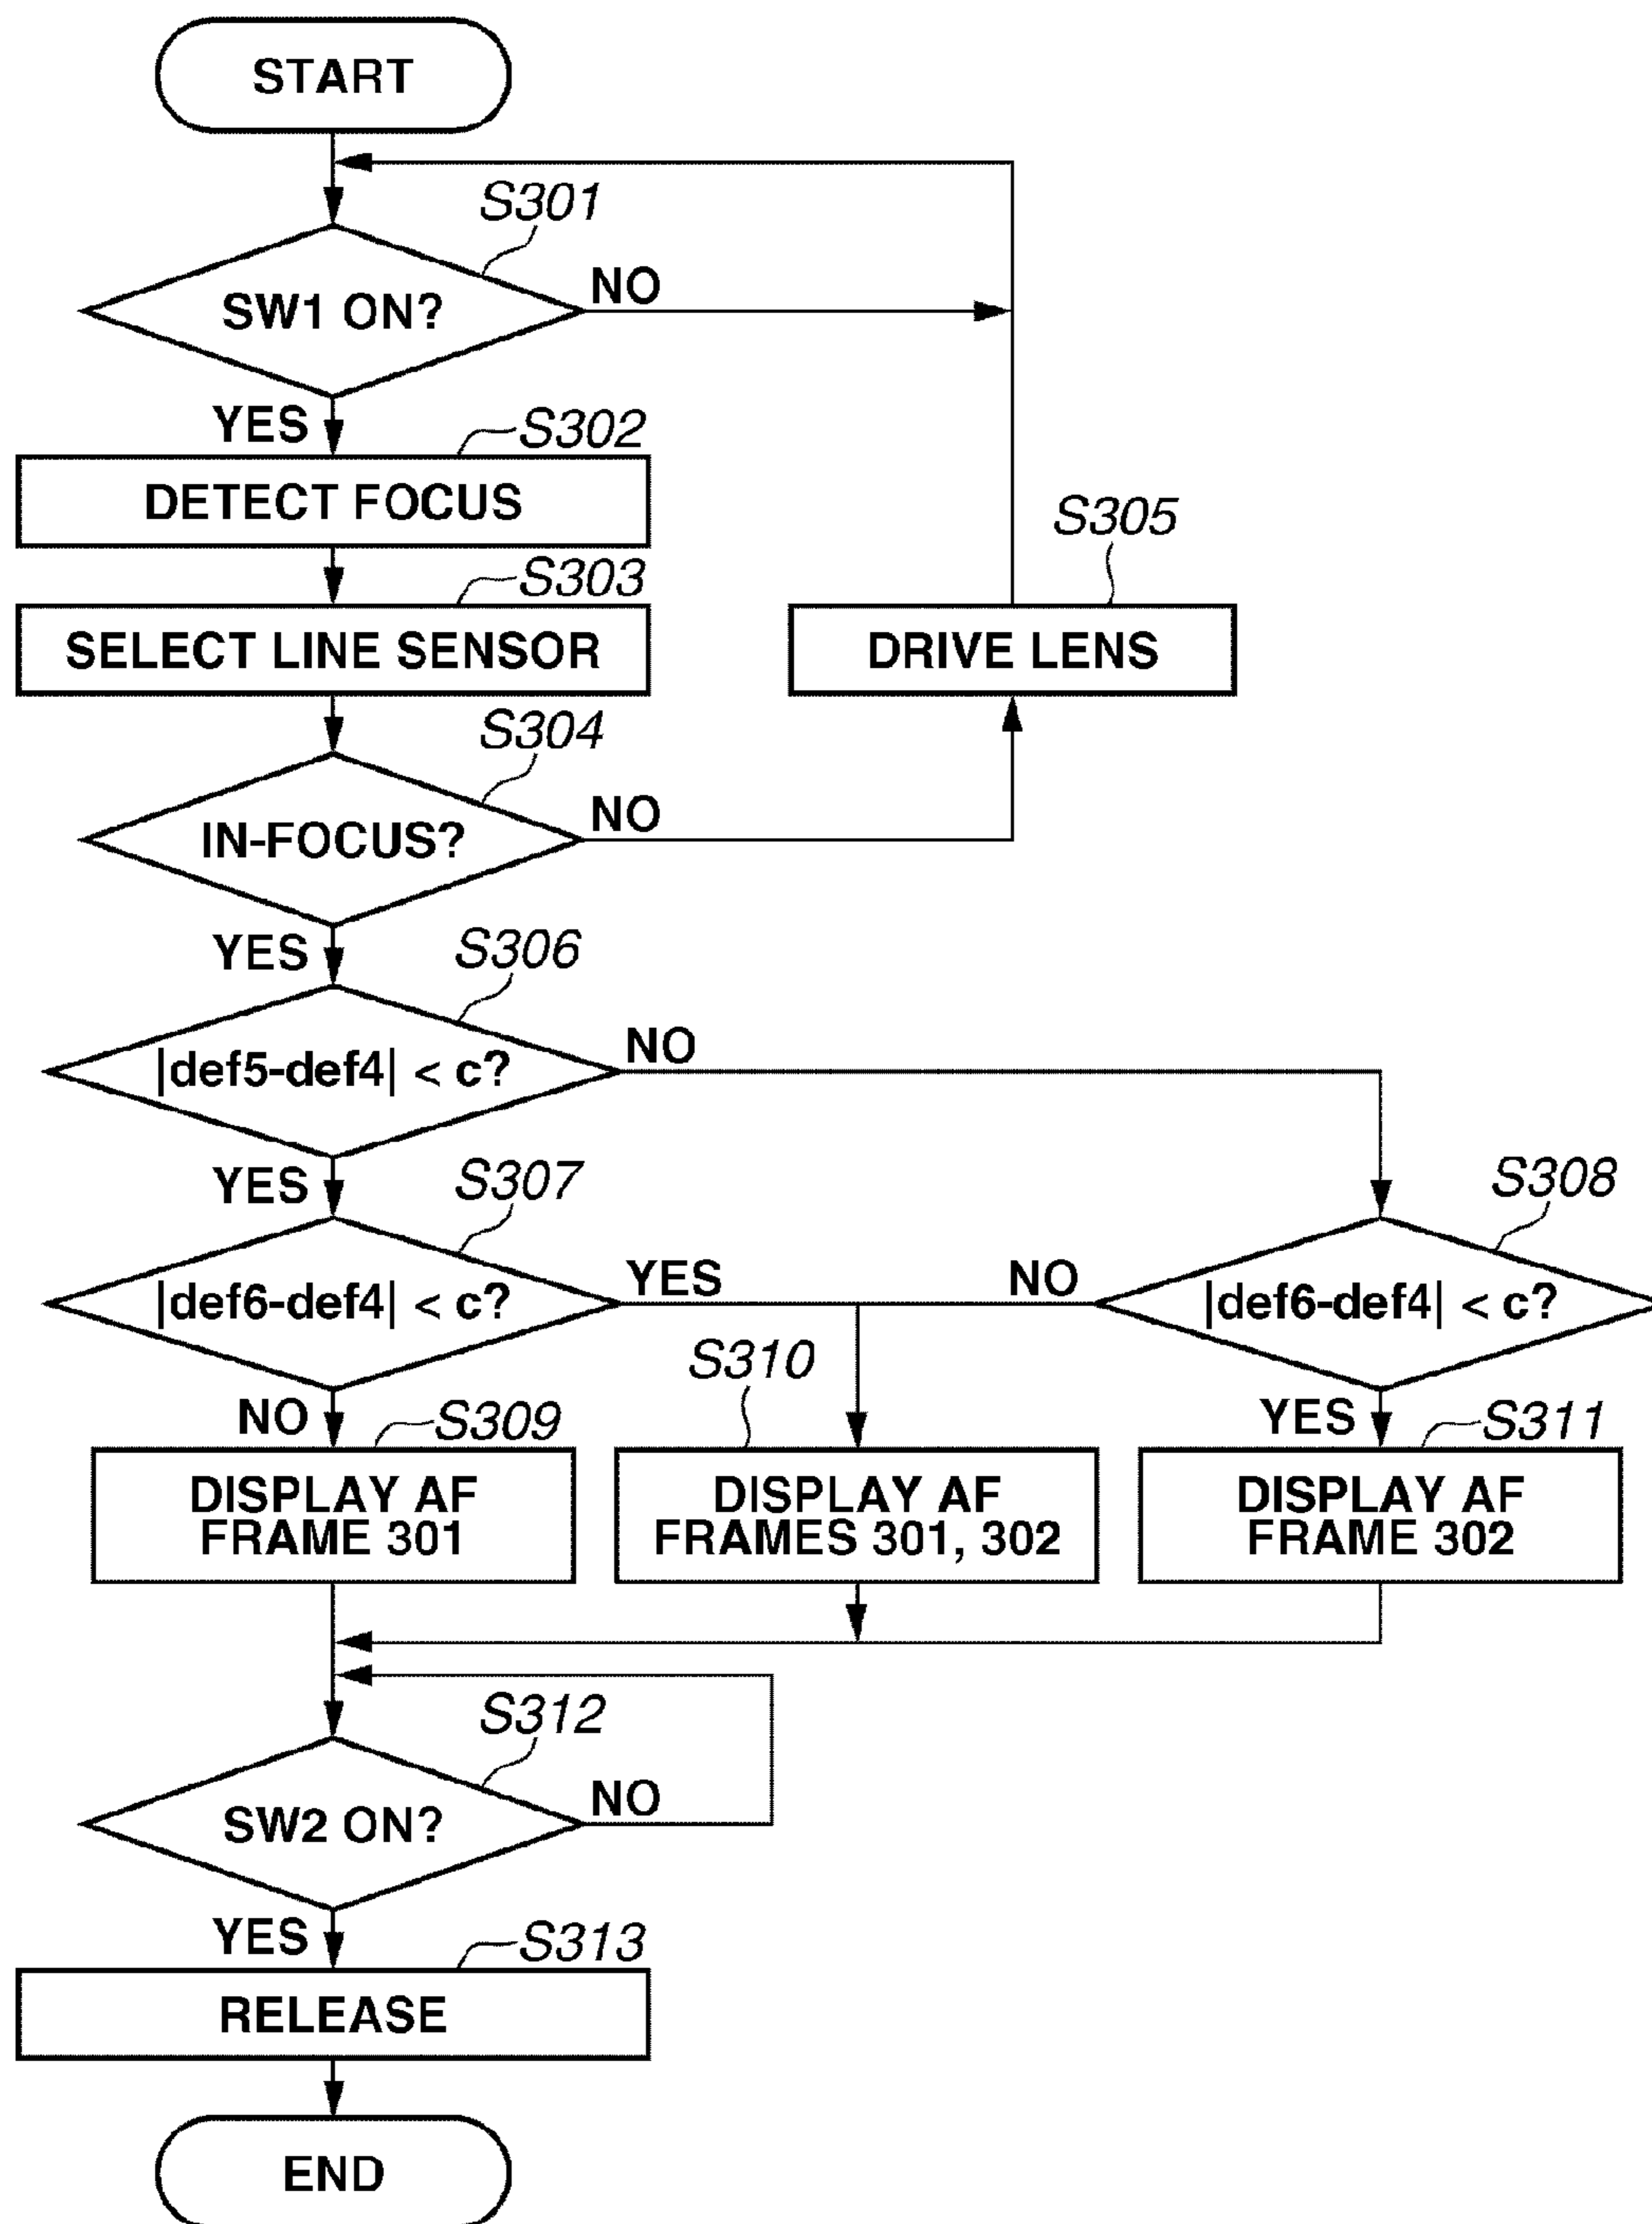 START
S301
SW1 ON?
NO
YES
S302
DETECT FOCUS
S303
SELECT LINE SENSOR
S305
DRIVE LENS
S304
IN-FOCUS?
NO
YES
S306
|def5-def4| < c?
NO
YES
S307
|def6-def4| < c?
YES
NO
S308
|def6-def4| < c?
NO
S309
DISPLAY AF
FRAME 301
S310
DISPLAY AF
FRAMES 301, 302
YES
S311
DISPLAY AF
FRAME 302
S312
SW2 ON?
NO
YES
S313
RELEASE
END